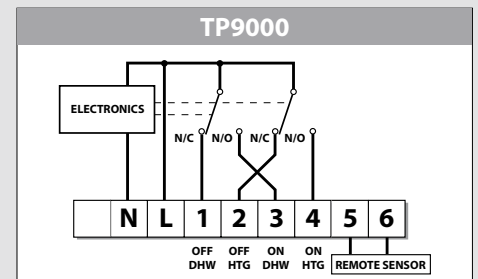 TP9000
ELECTRONICS
N/C N/O N/C N/O
N L 1 2 3 4 5 6
OFF OFF ON ON
DHW HTG DHW HTG
REMOTE SENSOR